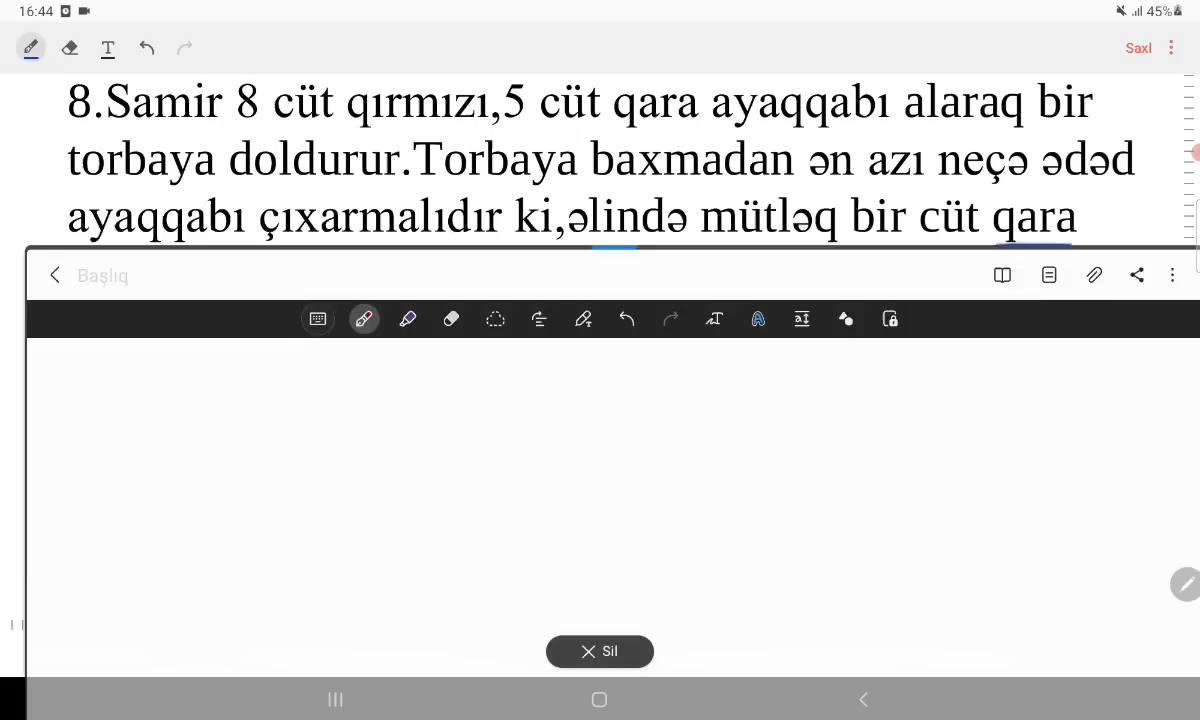 16:44 45%
Saxl
8.Samir 8 cüt qırmızı,5 cüt qara ayaqqabı alaraq bir
torbaya doldurur.Torbaya baxmadan ən azı neçə ədəd
ayaqqabı çıxarmalıdır ki,əlində mütləq bir cüt qara
Başlıq
Sil